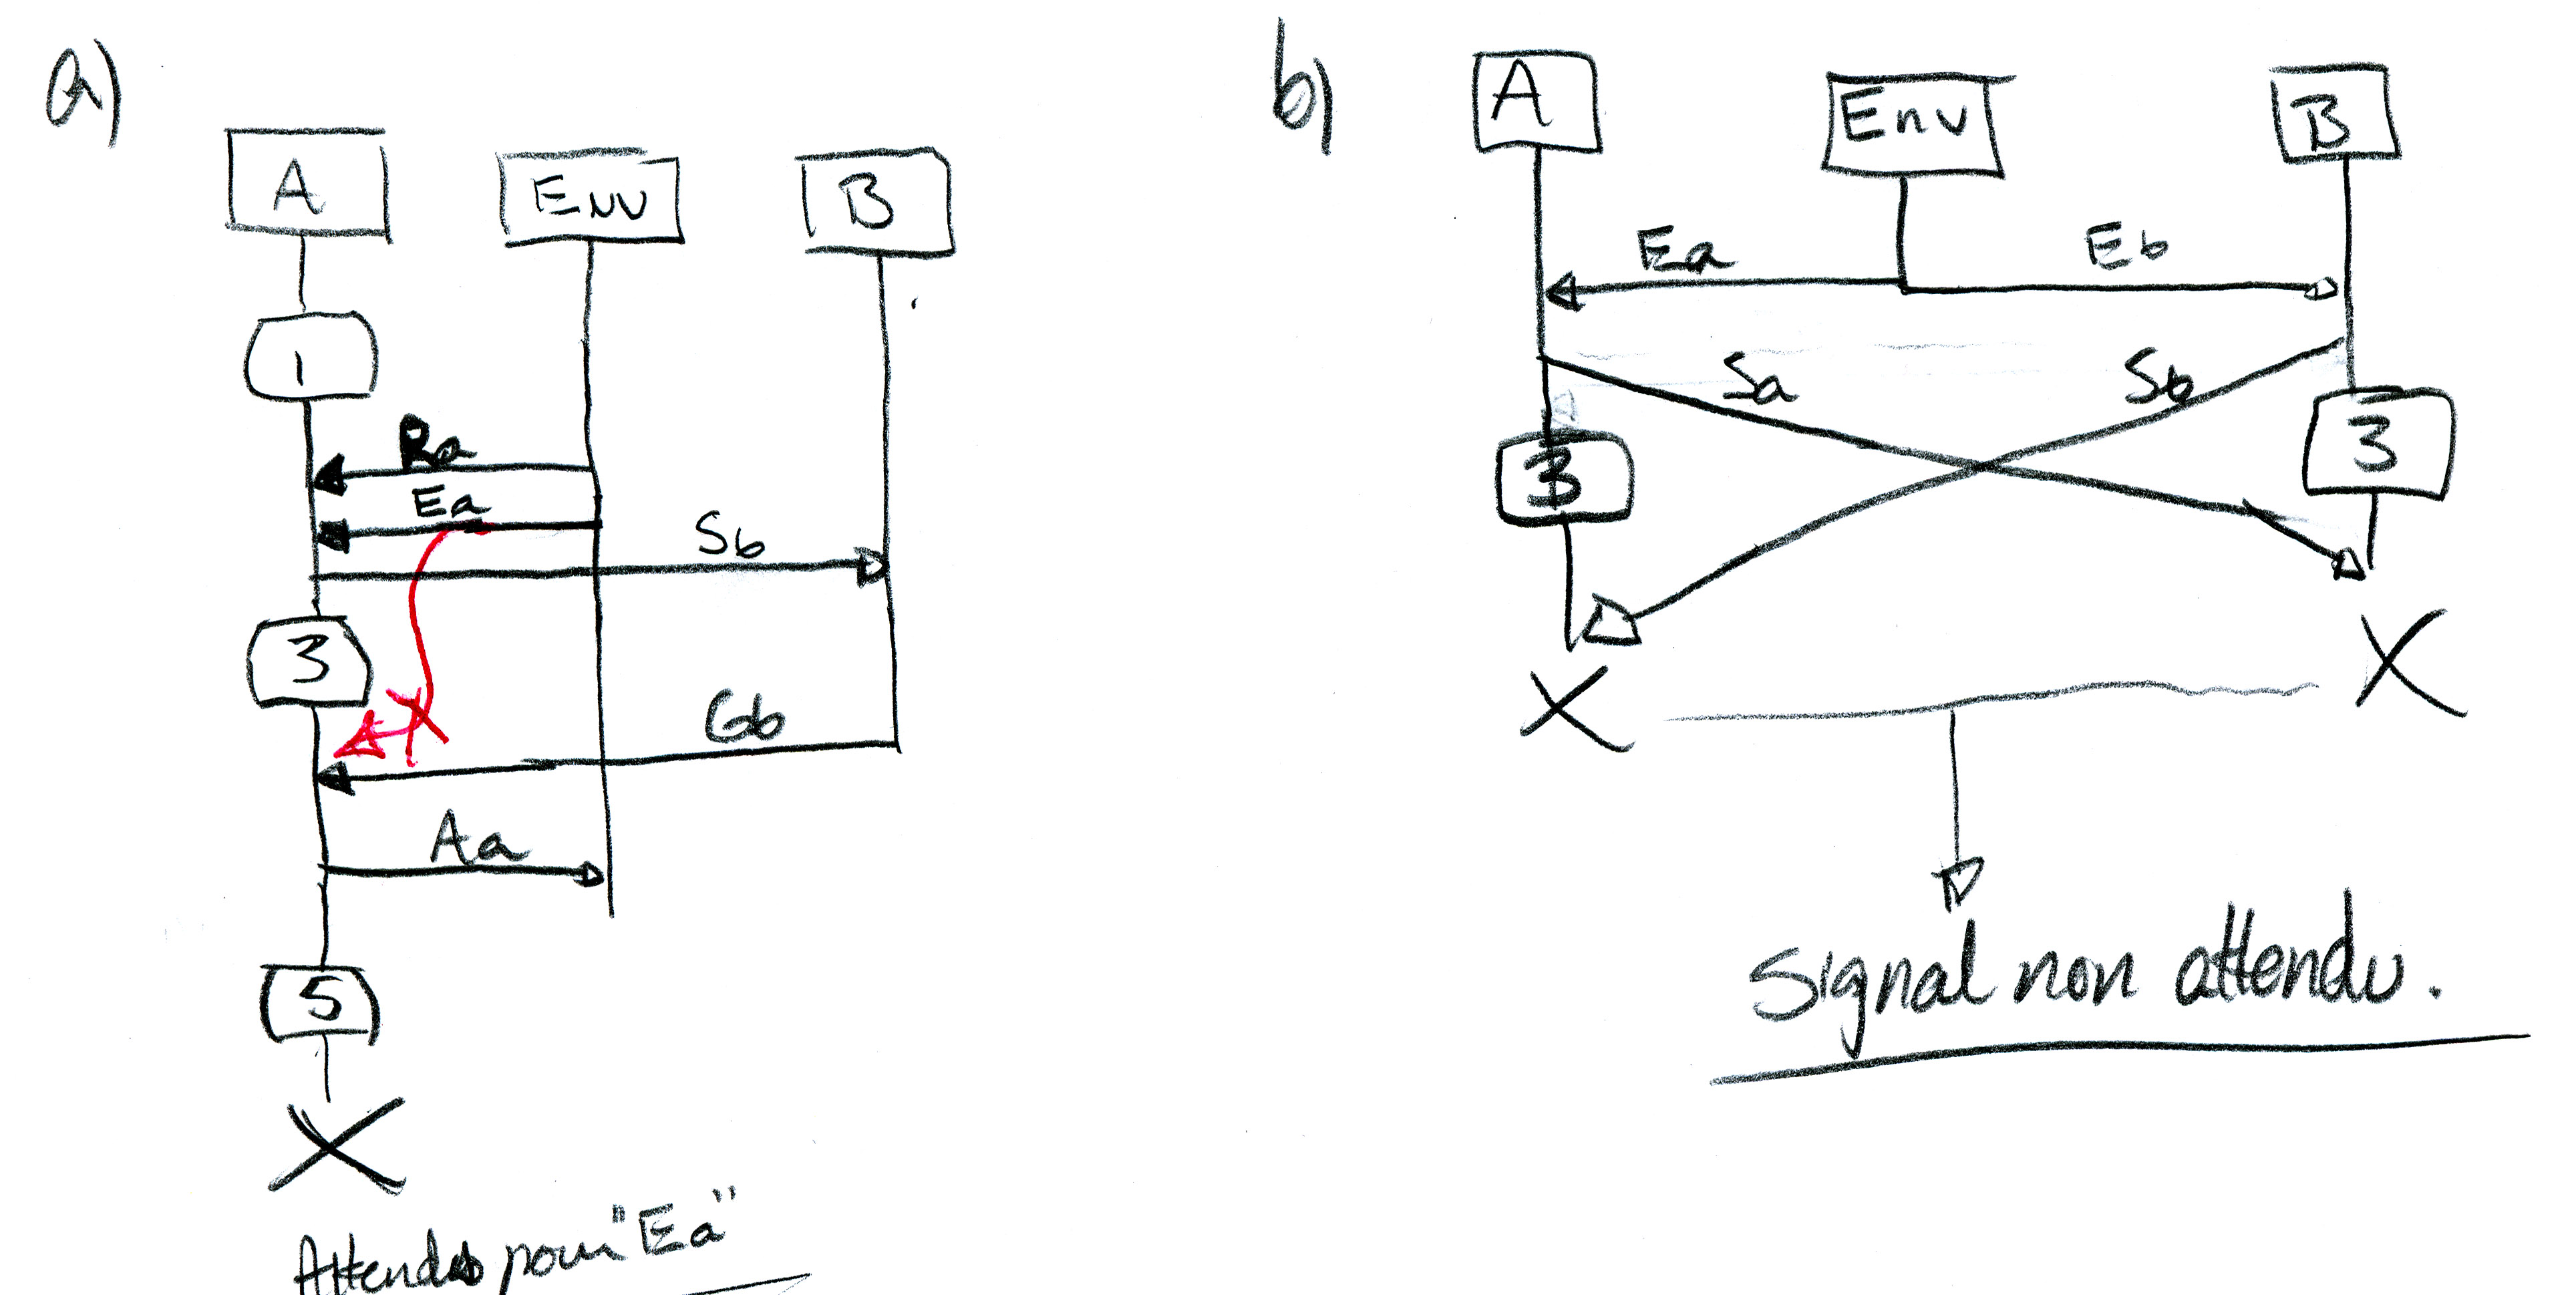 a)
A
Env
B
1
Ra
Ea
Sb
3
Gb
Aa
5
pour "Ea"
b)
A
Env
B
Ea
Eb
Sa
Sb
3
3
Signal non attendu.